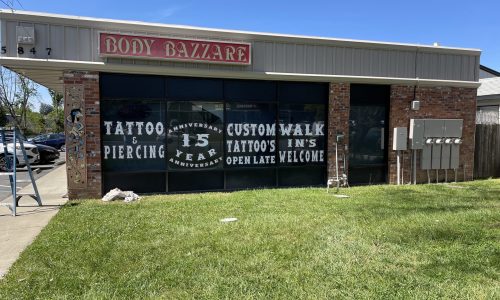 5847
BODY BAZZARE
TATTOO
&
PIERCING
ANNIVERSARY
15
YEAR
ANNIVERSARY
CUSTOM
TATTOO'S
OPEN LATE
WALK
IN'S
WELCOME